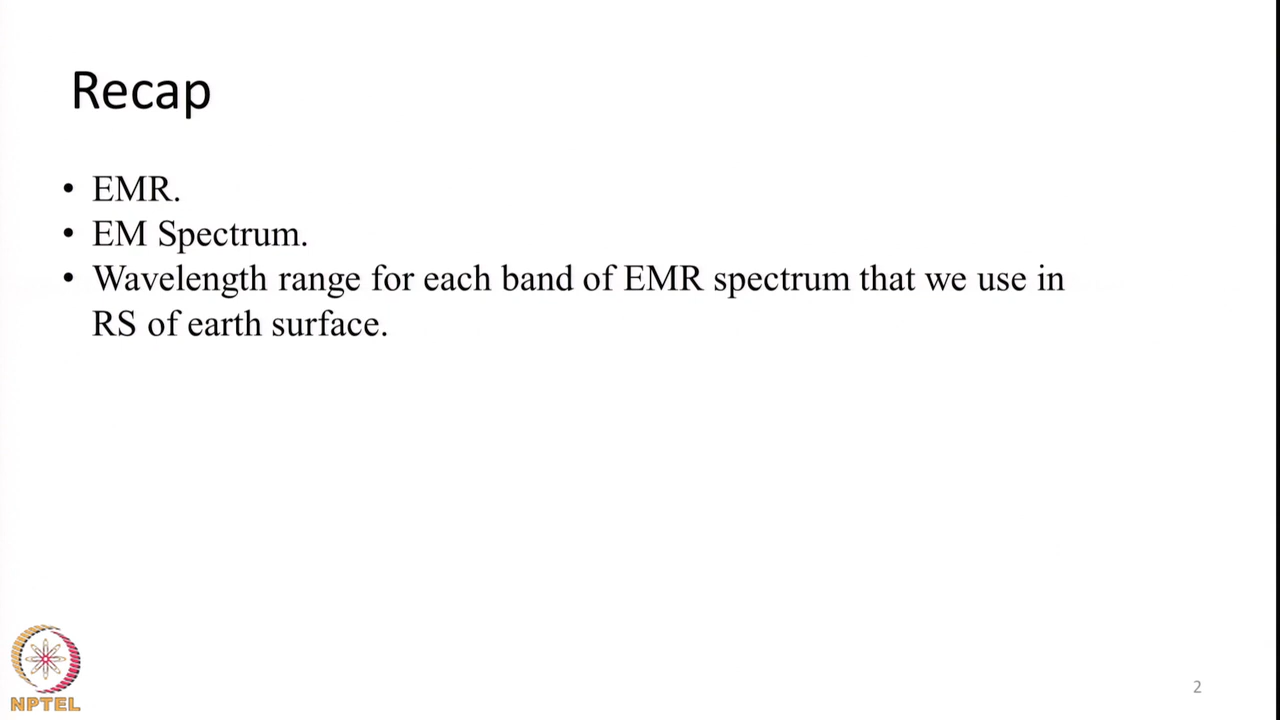 Recap
• EMR.
• EM Spectrum.
• Wavelength range for each band of EMR spectrum that we use in
RS of earth surface.
NPTEL
2